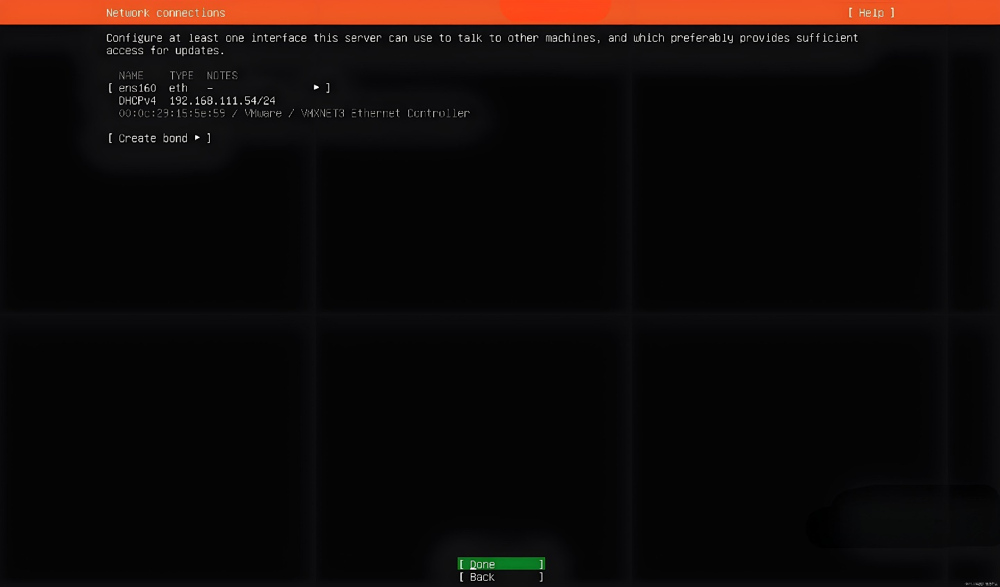 Network connections [ Help ]
Configure at least one interface this server can use to talk to other machines, and which preferably provides sufficient
access for updates.
NAME TYPE NOTES
[ ens160 eth – ▸ ]
DHCPv4 192.168.111.54/24
00:0c:29:15:5e:59 / VMware / VMXNET3 Ethernet Controller
[ Create bond ▸ ]
[ Done ]
[ Back ]